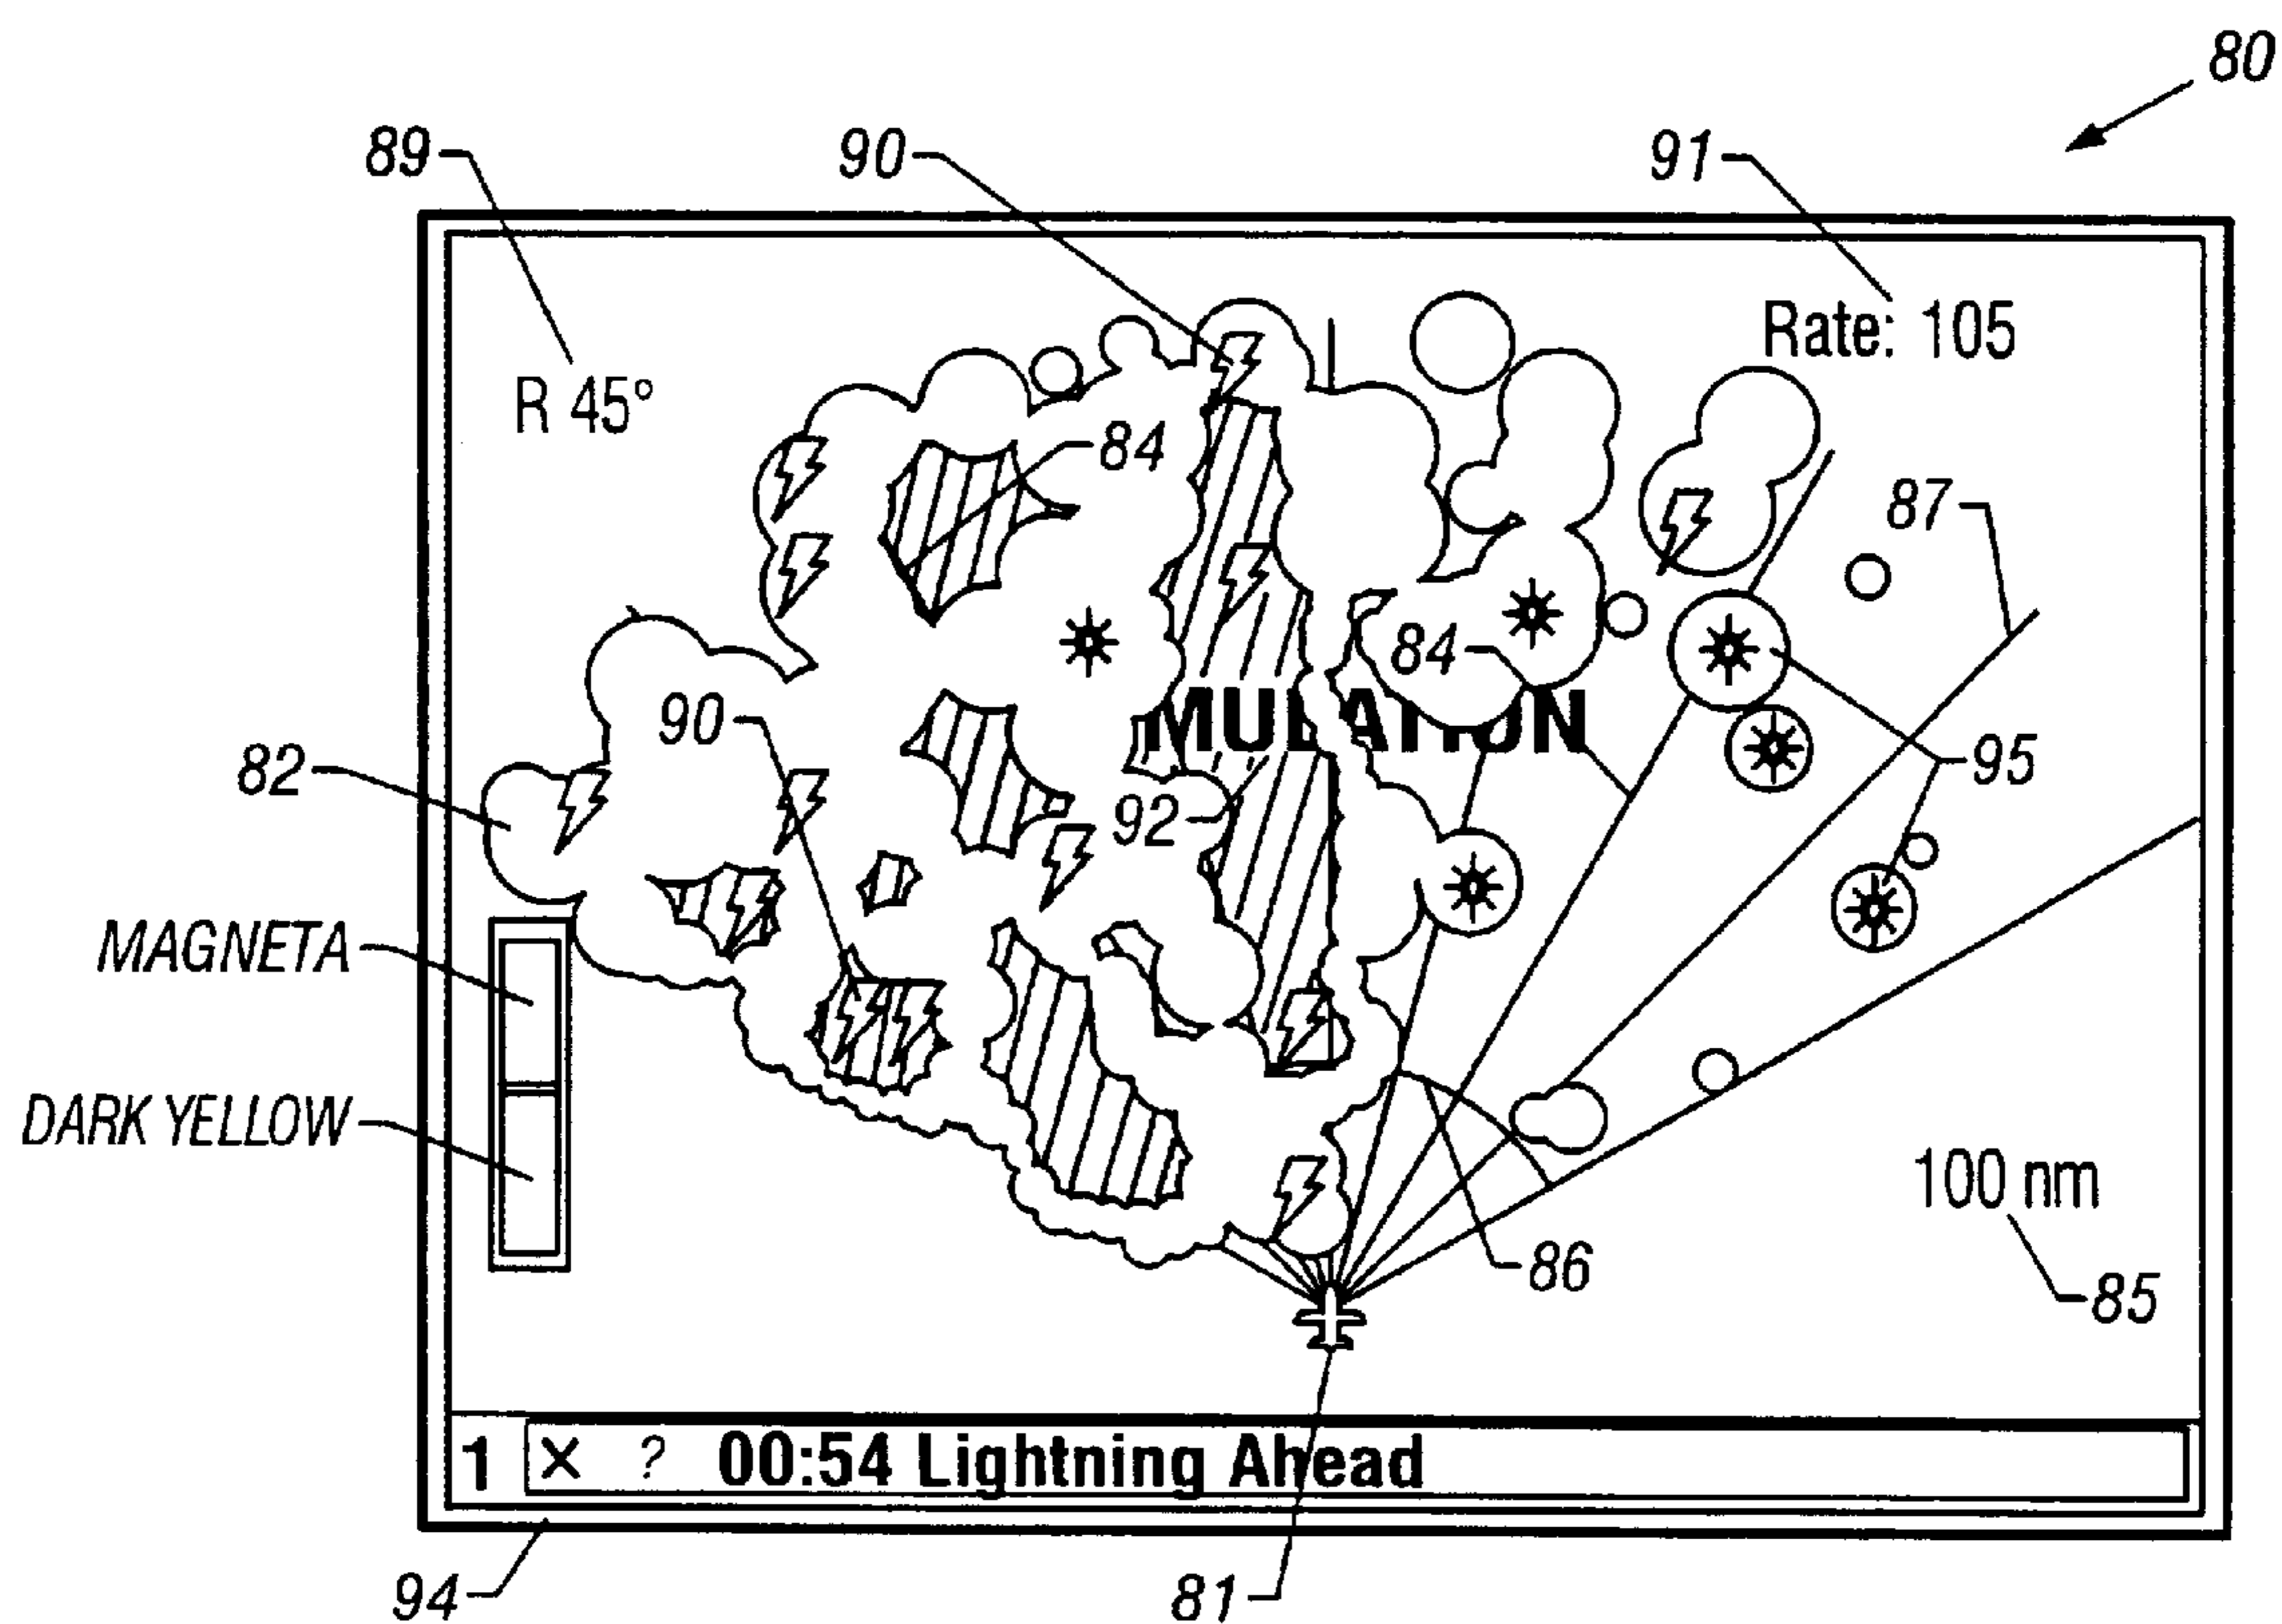 80
89
90
91
Rate: 105
R 45°
84
87
84
90
MULATION
82
92
95
MAGNETA
DARK YELLOW
100 nm
86
85
1 X ? 00:54 Lightning Ahead
94
81